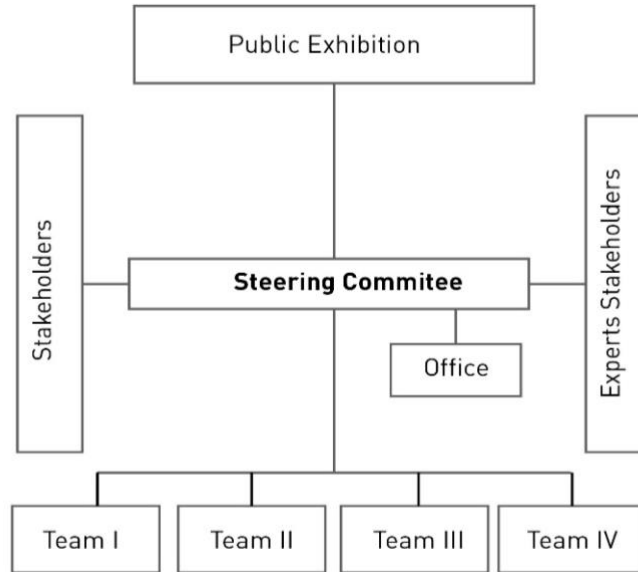 Public Exhibition
Stakeholders
Steering Commitee
Experts Stakeholders
Office
Team I
Team II
Team III
Team IV